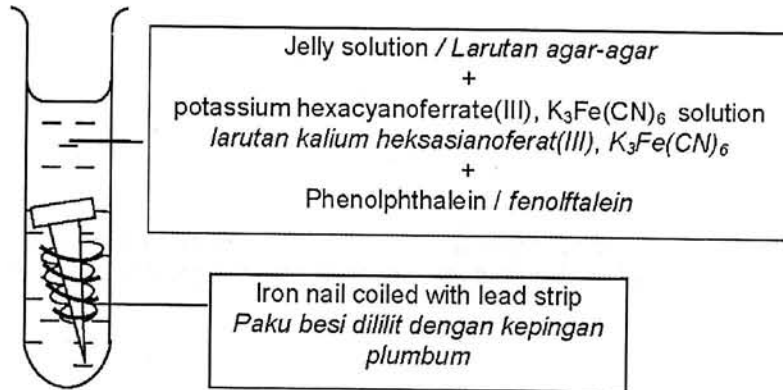 Jelly solution / Larutan agar-agar
+
potassium hexacyanoferrate(III), K₃Fe(CN)₆ solution
larutan kalium heksasianoferat(III), K₃Fe(CN)₆
+
Phenolphthalein / fenolftalein
Iron nail coiled with lead strip
Paku besi dililit dengan kepingan
plumbum